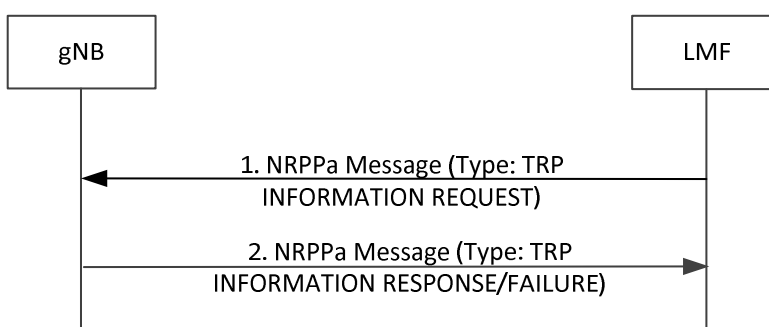 gNB
LMF
1. NRPPa Message (Type: TRP
INFORMATION REQUEST)
2. NRPPa Message (Type: TRP
INFORMATION RESPONSE/FAILURE)